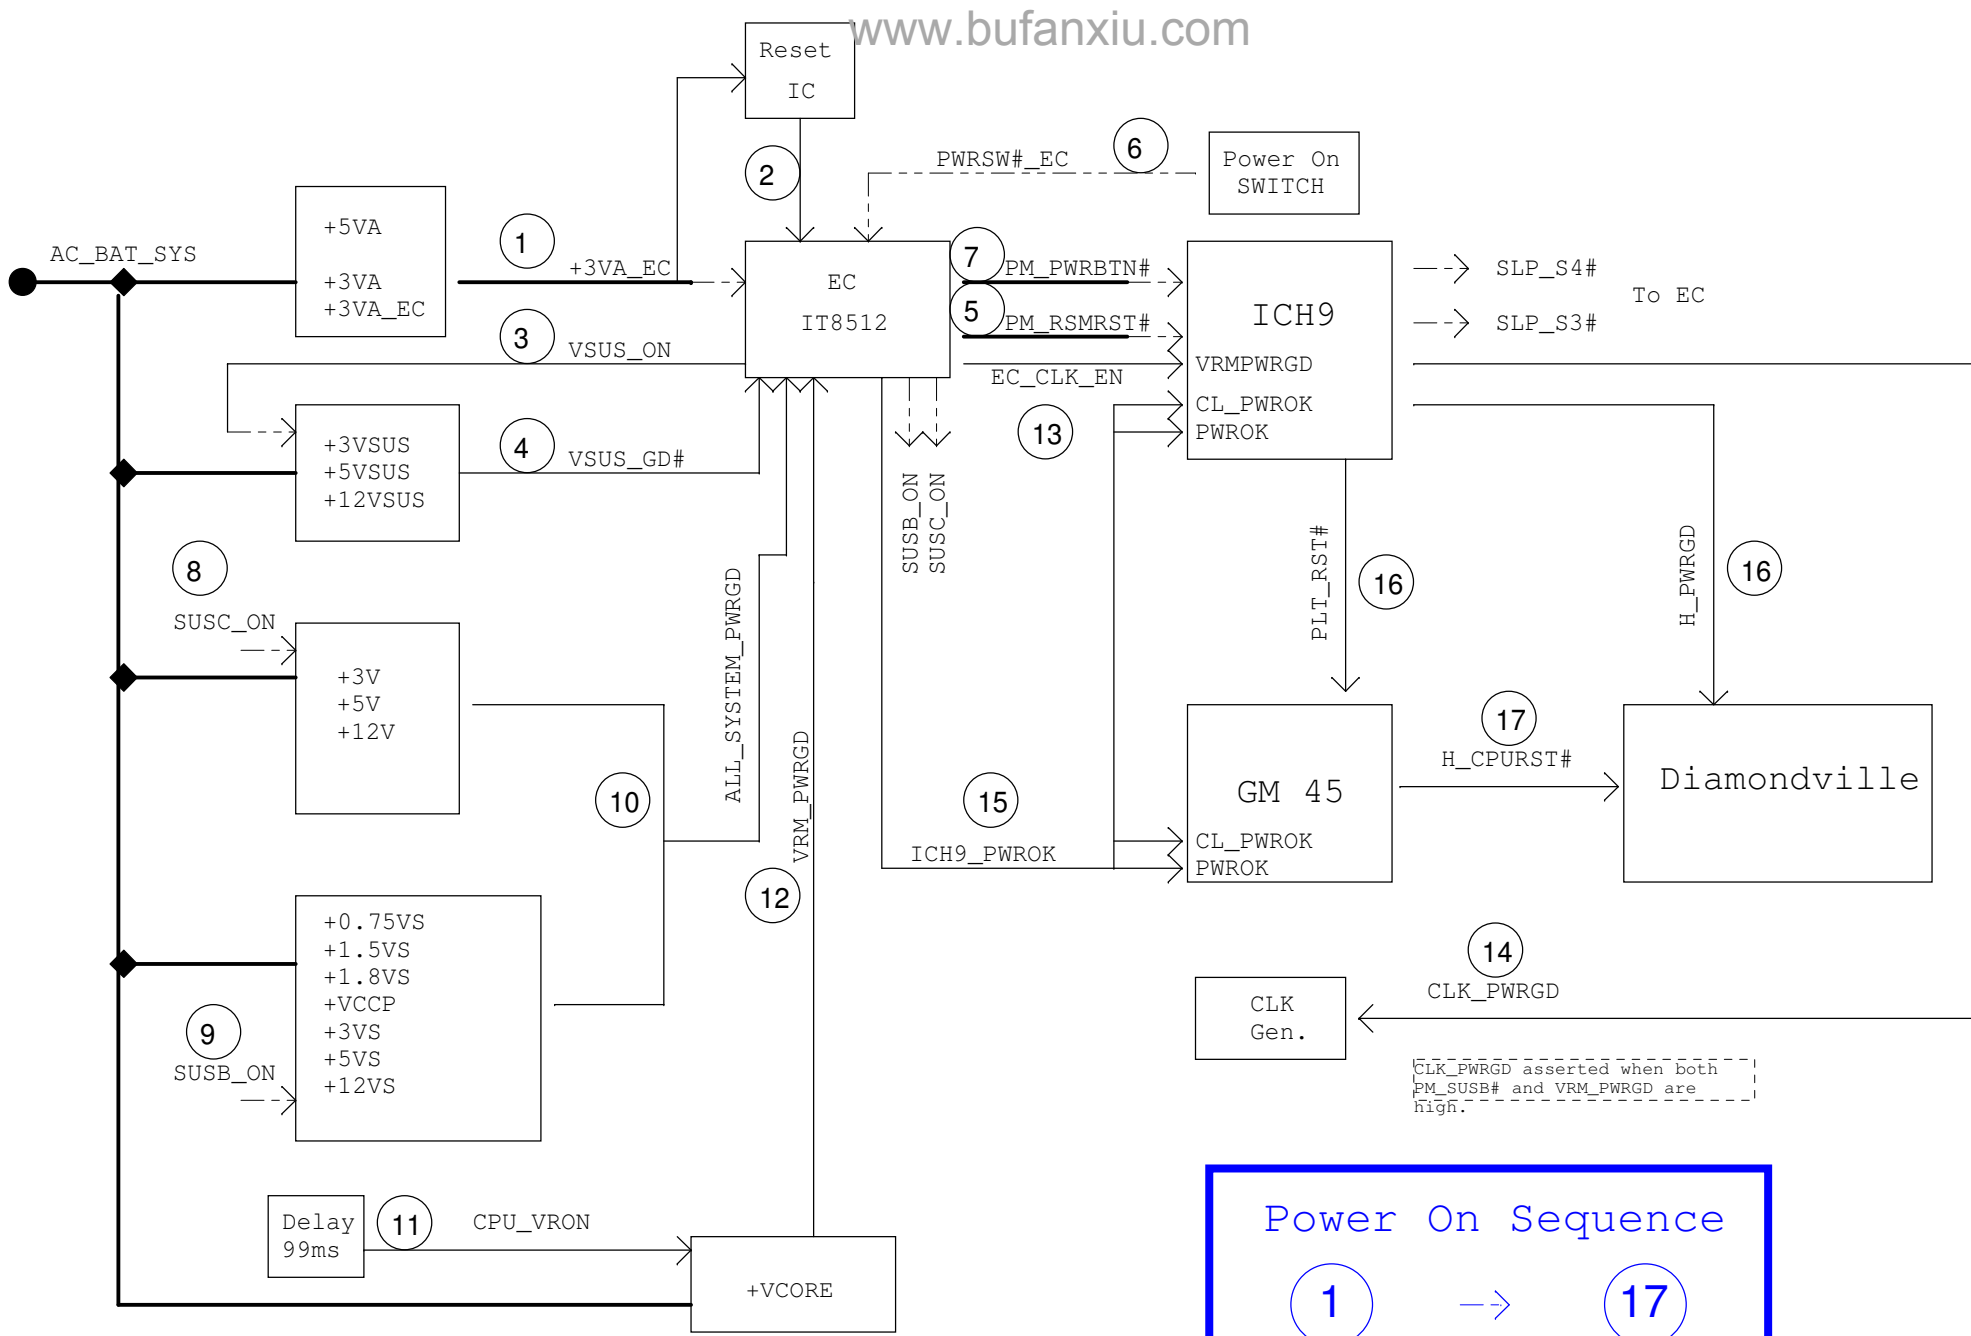 www.bufanxiu.com
Reset
IC
2
PWRSW#_EC
6
Power On
SWITCH
AC_BAT_SYS
+5VA
+3VA
+3VA_EC
1
+3VA_EC
EC
IT8512
7
PM_PWRBTN#
5
PM_RSMRST#
EC_CLK_EN
13
ICH9
VRMPWRGD
CL_PWROK
PWROK
SLP_S4#
SLP_S3#
To EC
3
VSUS_ON
+3VSUS
+5VSUS
+12VSUS
4
VSUS_GD#
SUSB_ON
SUSC_ON
8
SUSC_ON
+3V
+5V
+12V
10
ALL_SYSTEM_PWRGD
VRM_PWRGD
12
PLT_RST#
16
H_PWRGD
16
15
ICH9_PWROK
GM 45
CL_PWROK
PWROK
17
H_CPURST#
Diamondville
+0.75VS
+1.5VS
+1.8VS
+VCCP
+3VS
+5VS
+12VS
9
SUSB_ON
CLK
Gen.
14
CLK_PWRGD
CLK_PWRGD asserted when both
PM_SUSB# and VRM_PWRGD are
high.
Delay
99ms
11
CPU_VRON
+VCORE
Power On Sequence
1
17